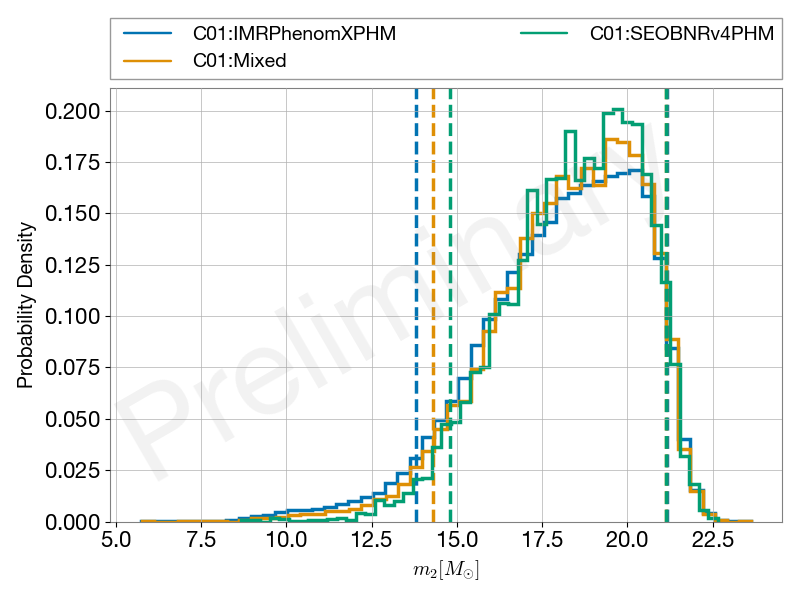 C01:IMRPhenomXPHM
C01:Mixed
C01:SEOBNRv4PHM
Preliminary
0.200
0.175
0.150
0.125
0.100
0.075
0.050
0.025
0.000
Probability Density
5.0 7.5 10.0 12.5 15.0 17.5 20.0 22.5
m₂[M⊙]